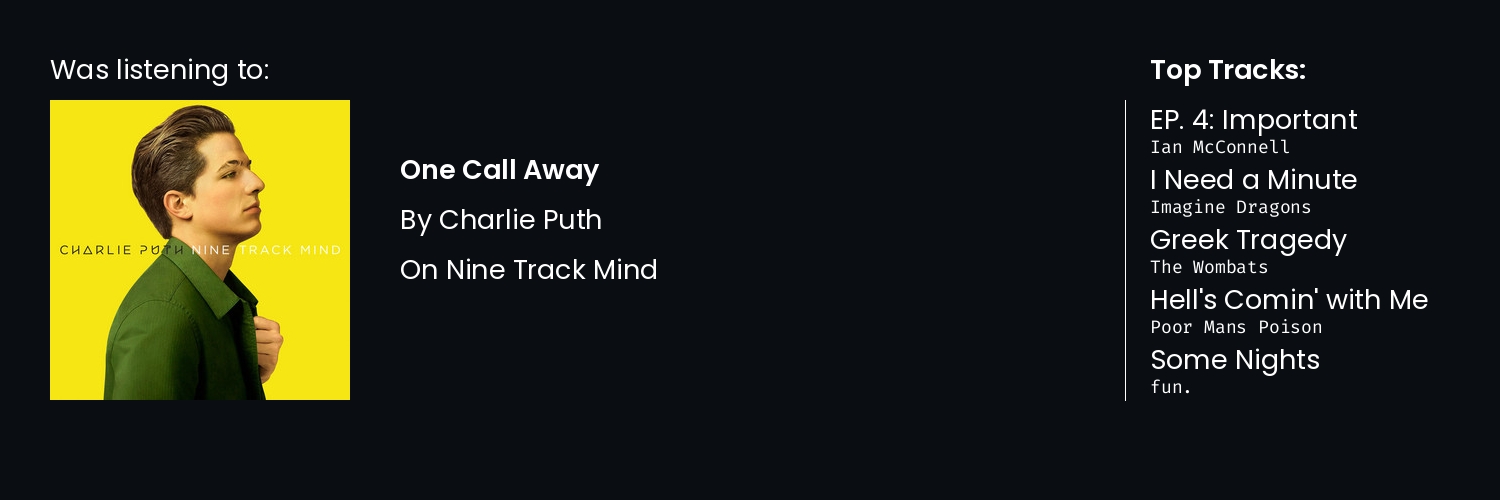 Was listening to:
CHARLIE PUTH NINE TRACK MIND
One Call Away
By Charlie Puth
On Nine Track Mind
Top Tracks:
EP. 4: Important
Ian McConnell
I Need a Minute
Imagine Dragons
Greek Tragedy
The Wombats
Hell's Comin' with Me
Poor Mans Poison
Some Nights
fun.